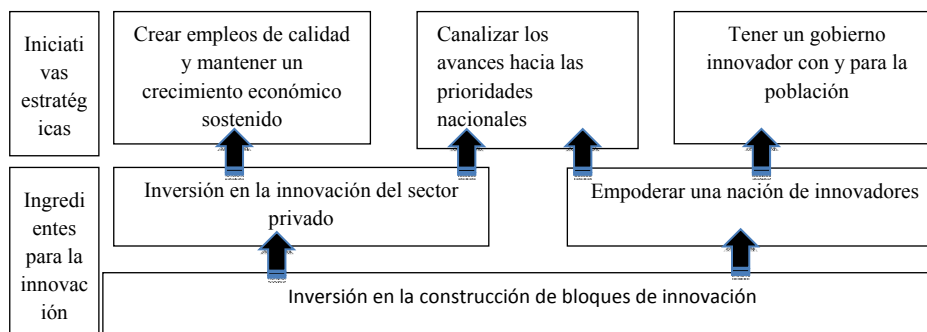 Iniciati
vas
estratég
icas
Crear empleos de calidad
y mantener un
crecimiento económico
sostenido
Canalizar los
avances hacia las
prioridades
nacionales
Tener un gobierno
innovador con y para la
población
Ingredi
entes
para la
innovac
ión
Inversión en la innovación del sector
privado
Empoderar una nación de innovadores
Inversión en la construcción de bloques de innovación